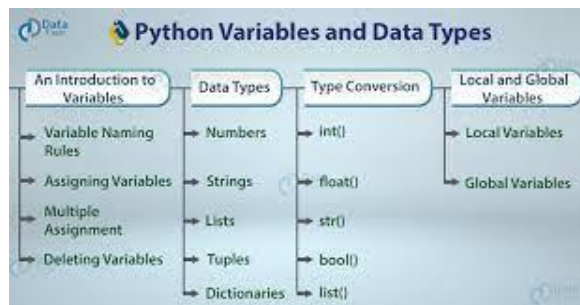 Data
Flair
Python Variables and Data Types
An Introduction to
Variables
Variable Naming
Rules
Assigning Variables
Multiple
Assignment
Deleting Variables
Data Types
Numbers
Strings
Lists
Tuples
Dictionaries
Type Conversion
int()
float()
str()
bool()
list()
Local and Global
Variables
Local Variables
Global Variables